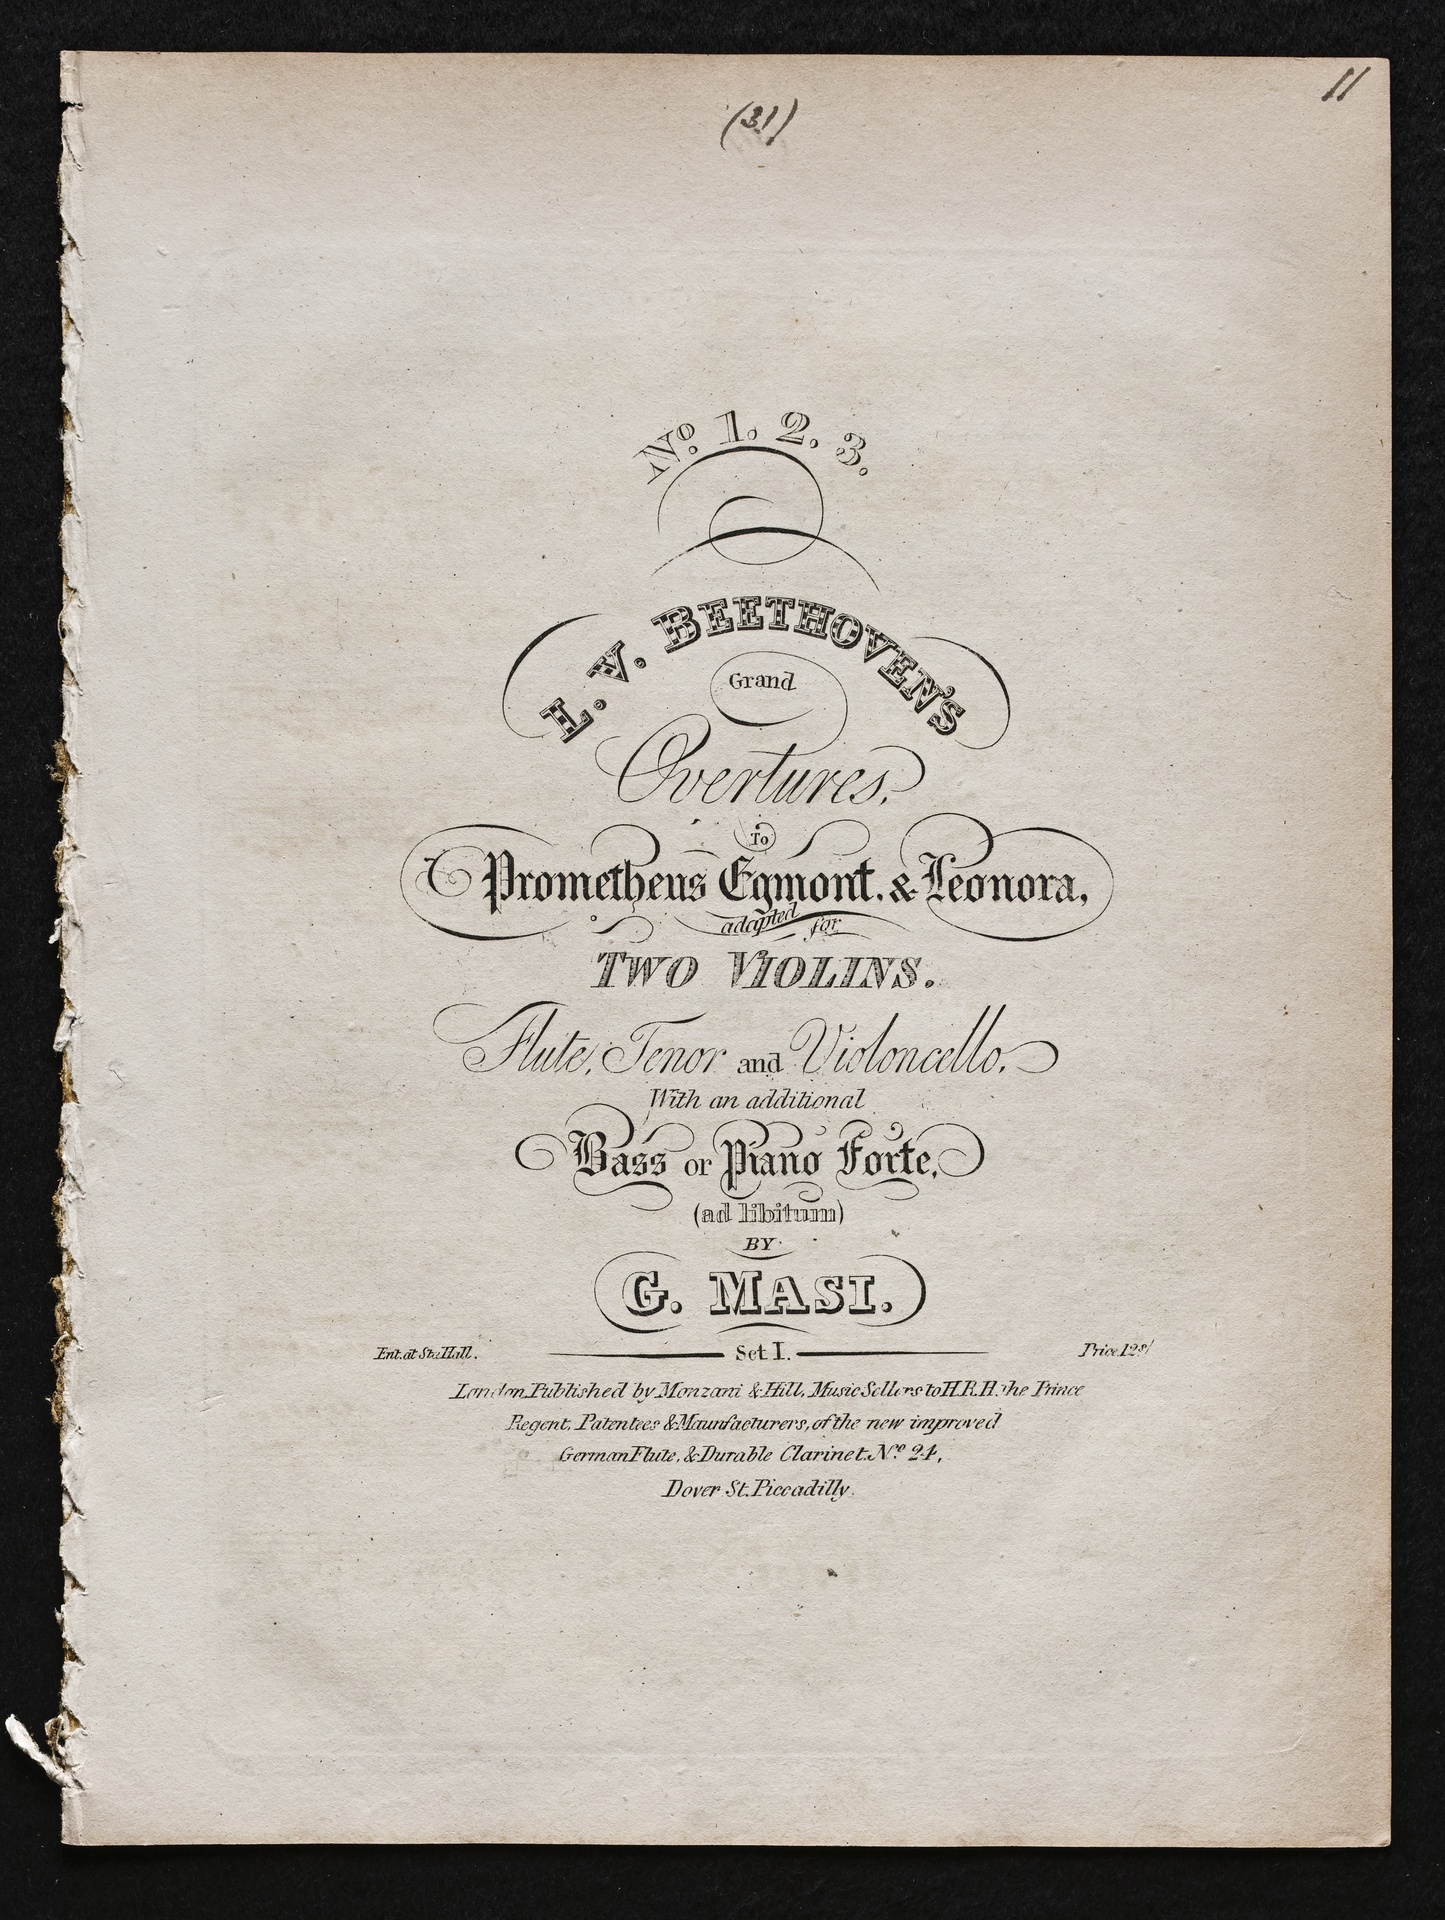 11
(31)
No. 1. 2. 3.
L. V. BEETHOVEN'S
Grand
Overtures,
To
Prometheus Egmont, & Leonora,
adapted for
TWO VIOLINS.
Flute, Tenor and Violoncello,
With an additional
Bass or Piano Forte,
(ad libitum)
BY
G. MASI.
Ent. at Sta. Hall.
Set I.
Price 12s/
London Published by Monzani & Hill, Music Sellers to H.R.H. the Prince
Regent, Patentees & Maunfacturers, of the new improved
German Flute, & Durable Clarinet No. 24,
Dover St. Piccadilly.